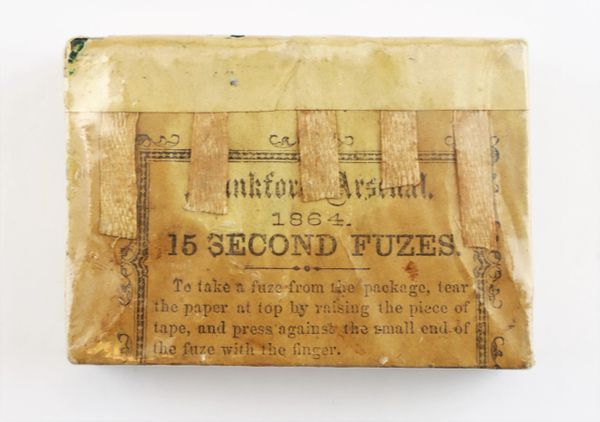 Frankford Arsenal.
1864.
15 SECOND FUZES.
To take a fuze from the package, tear
the paper at top by raising the piece of
tape, and press against the small end of
the fuze with the finger.